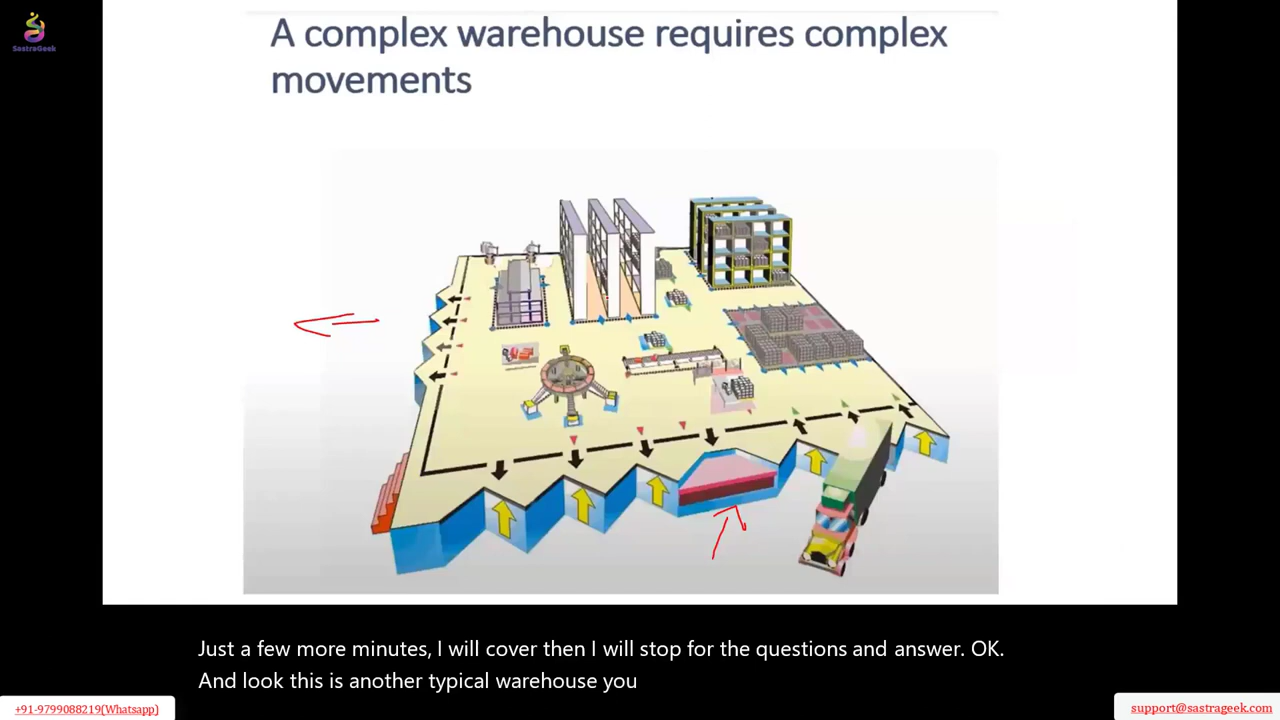 SastraGeek
A complex warehouse requires complex
movements
Just a few more minutes, I will cover then I will stop for the questions and answer. OK.
And look this is another typical warehouse you
+91-9799088219(Whatsapp)
support@sastrageek.com